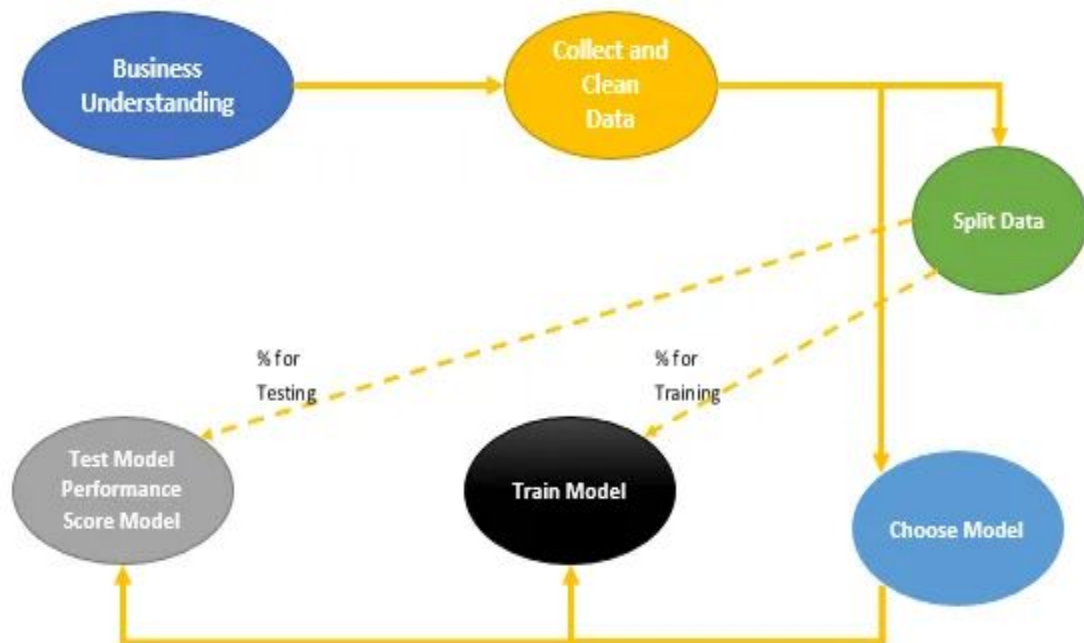 Business
Understanding
Collect and
Clean
Data
Split Data
% for
Testing
% for
Training
Test Model
Performance
Score Model
Train Model
Choose Model